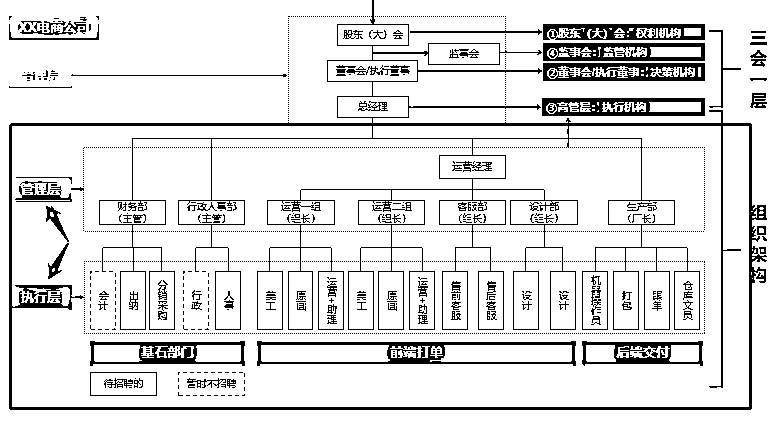 XX电商公司
股东（大）会
①股东“（大）”会：“权利机构
监事会
④监事会：“监管机构
董事会/执行董事
②董事会/执行董事：“决策机构
总经理
③高管层：“执行机构
三会一层
运营经理
管理层
财务部
（主管）
行政人事部
（主管）
运营一组
（组长）
运营二组
（组长）
客服部
（组长）
设计部
（组长）
生产部
（厂长）
组织架构
执行层
会计
出纳
分销采购
行政
人事
美工
原画
运营+助理
美工
原画
运营+助理
售前客服
售后客服
设计
设计
机器操作员
打包
跟单
仓库文员
基石部门
前端打单
后端交付
待招聘的
暂时不招聘